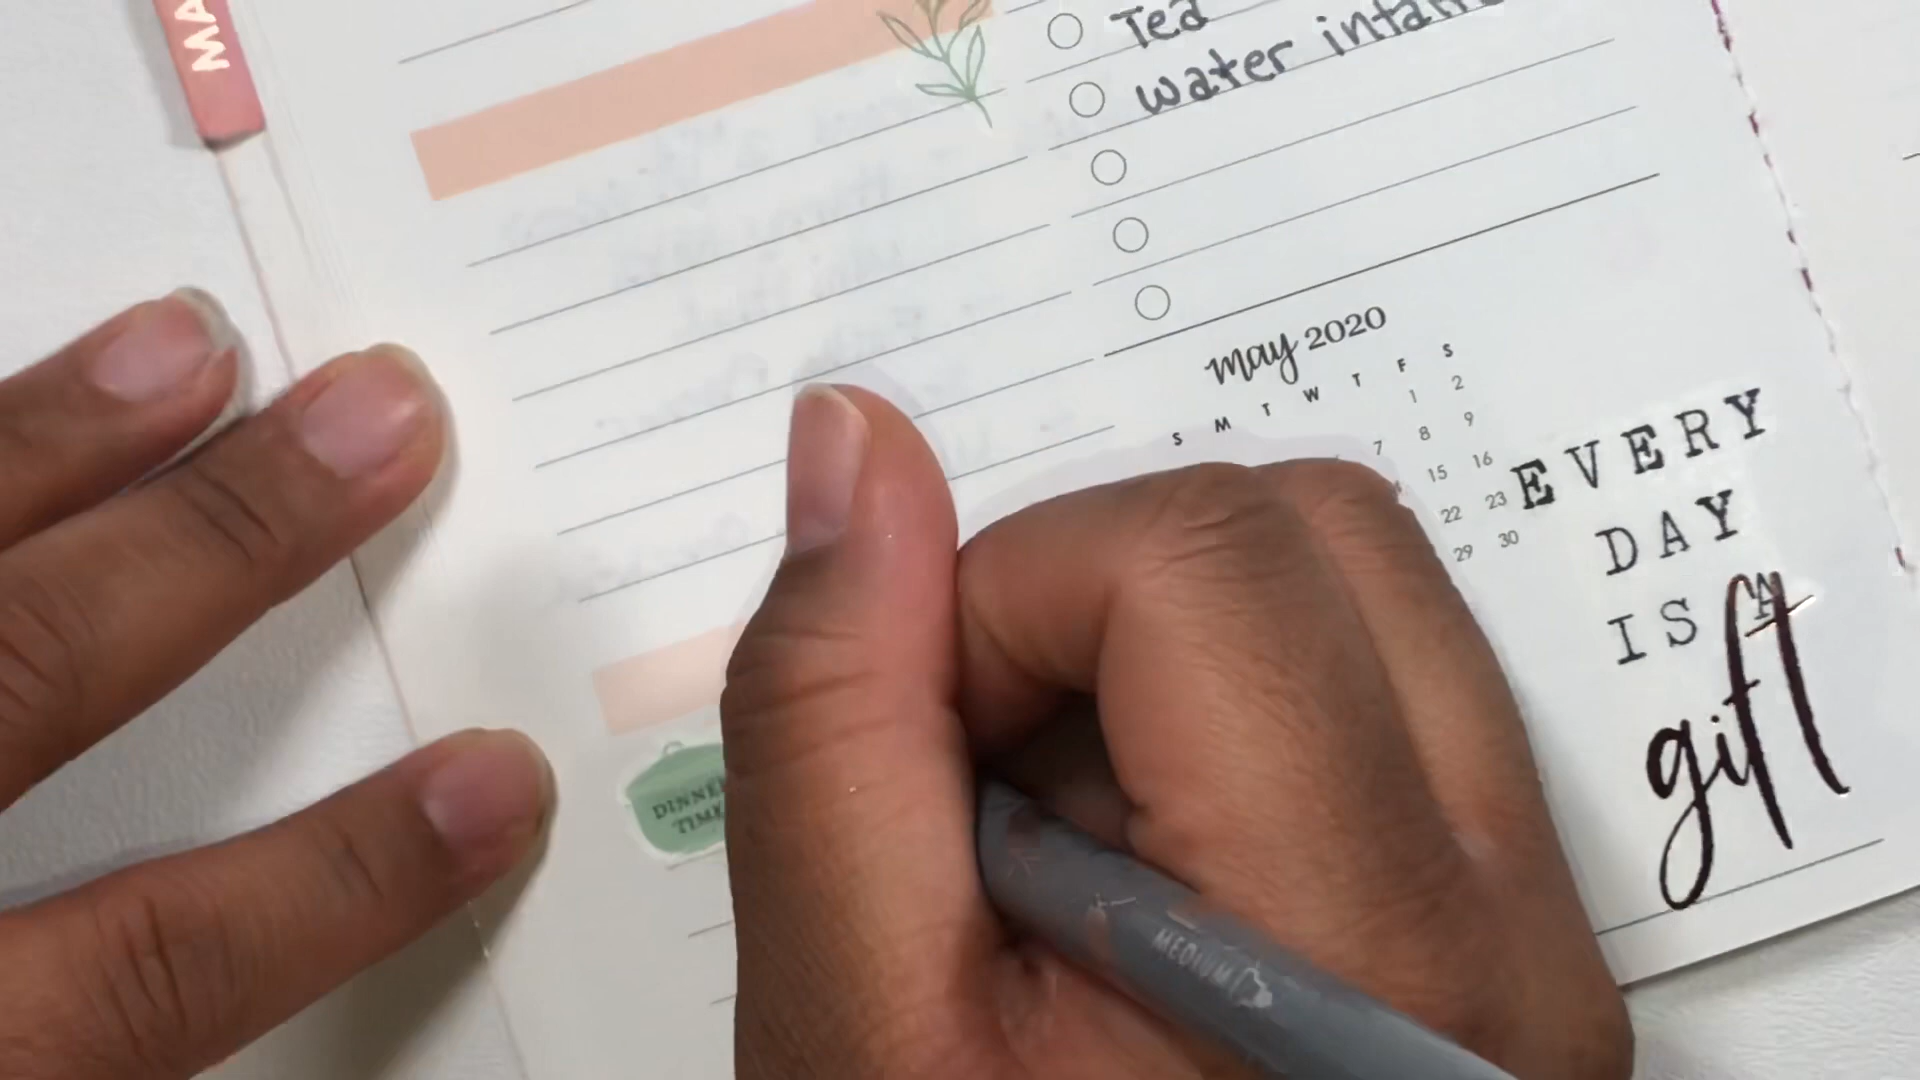 MA
Tea
water intake
may 2020
S M T W T F S
1 2
7 8 9
15 16
22 23
29 30
EVERY
DAY
IS A
gift
DINNER
TIME
MEDIUM